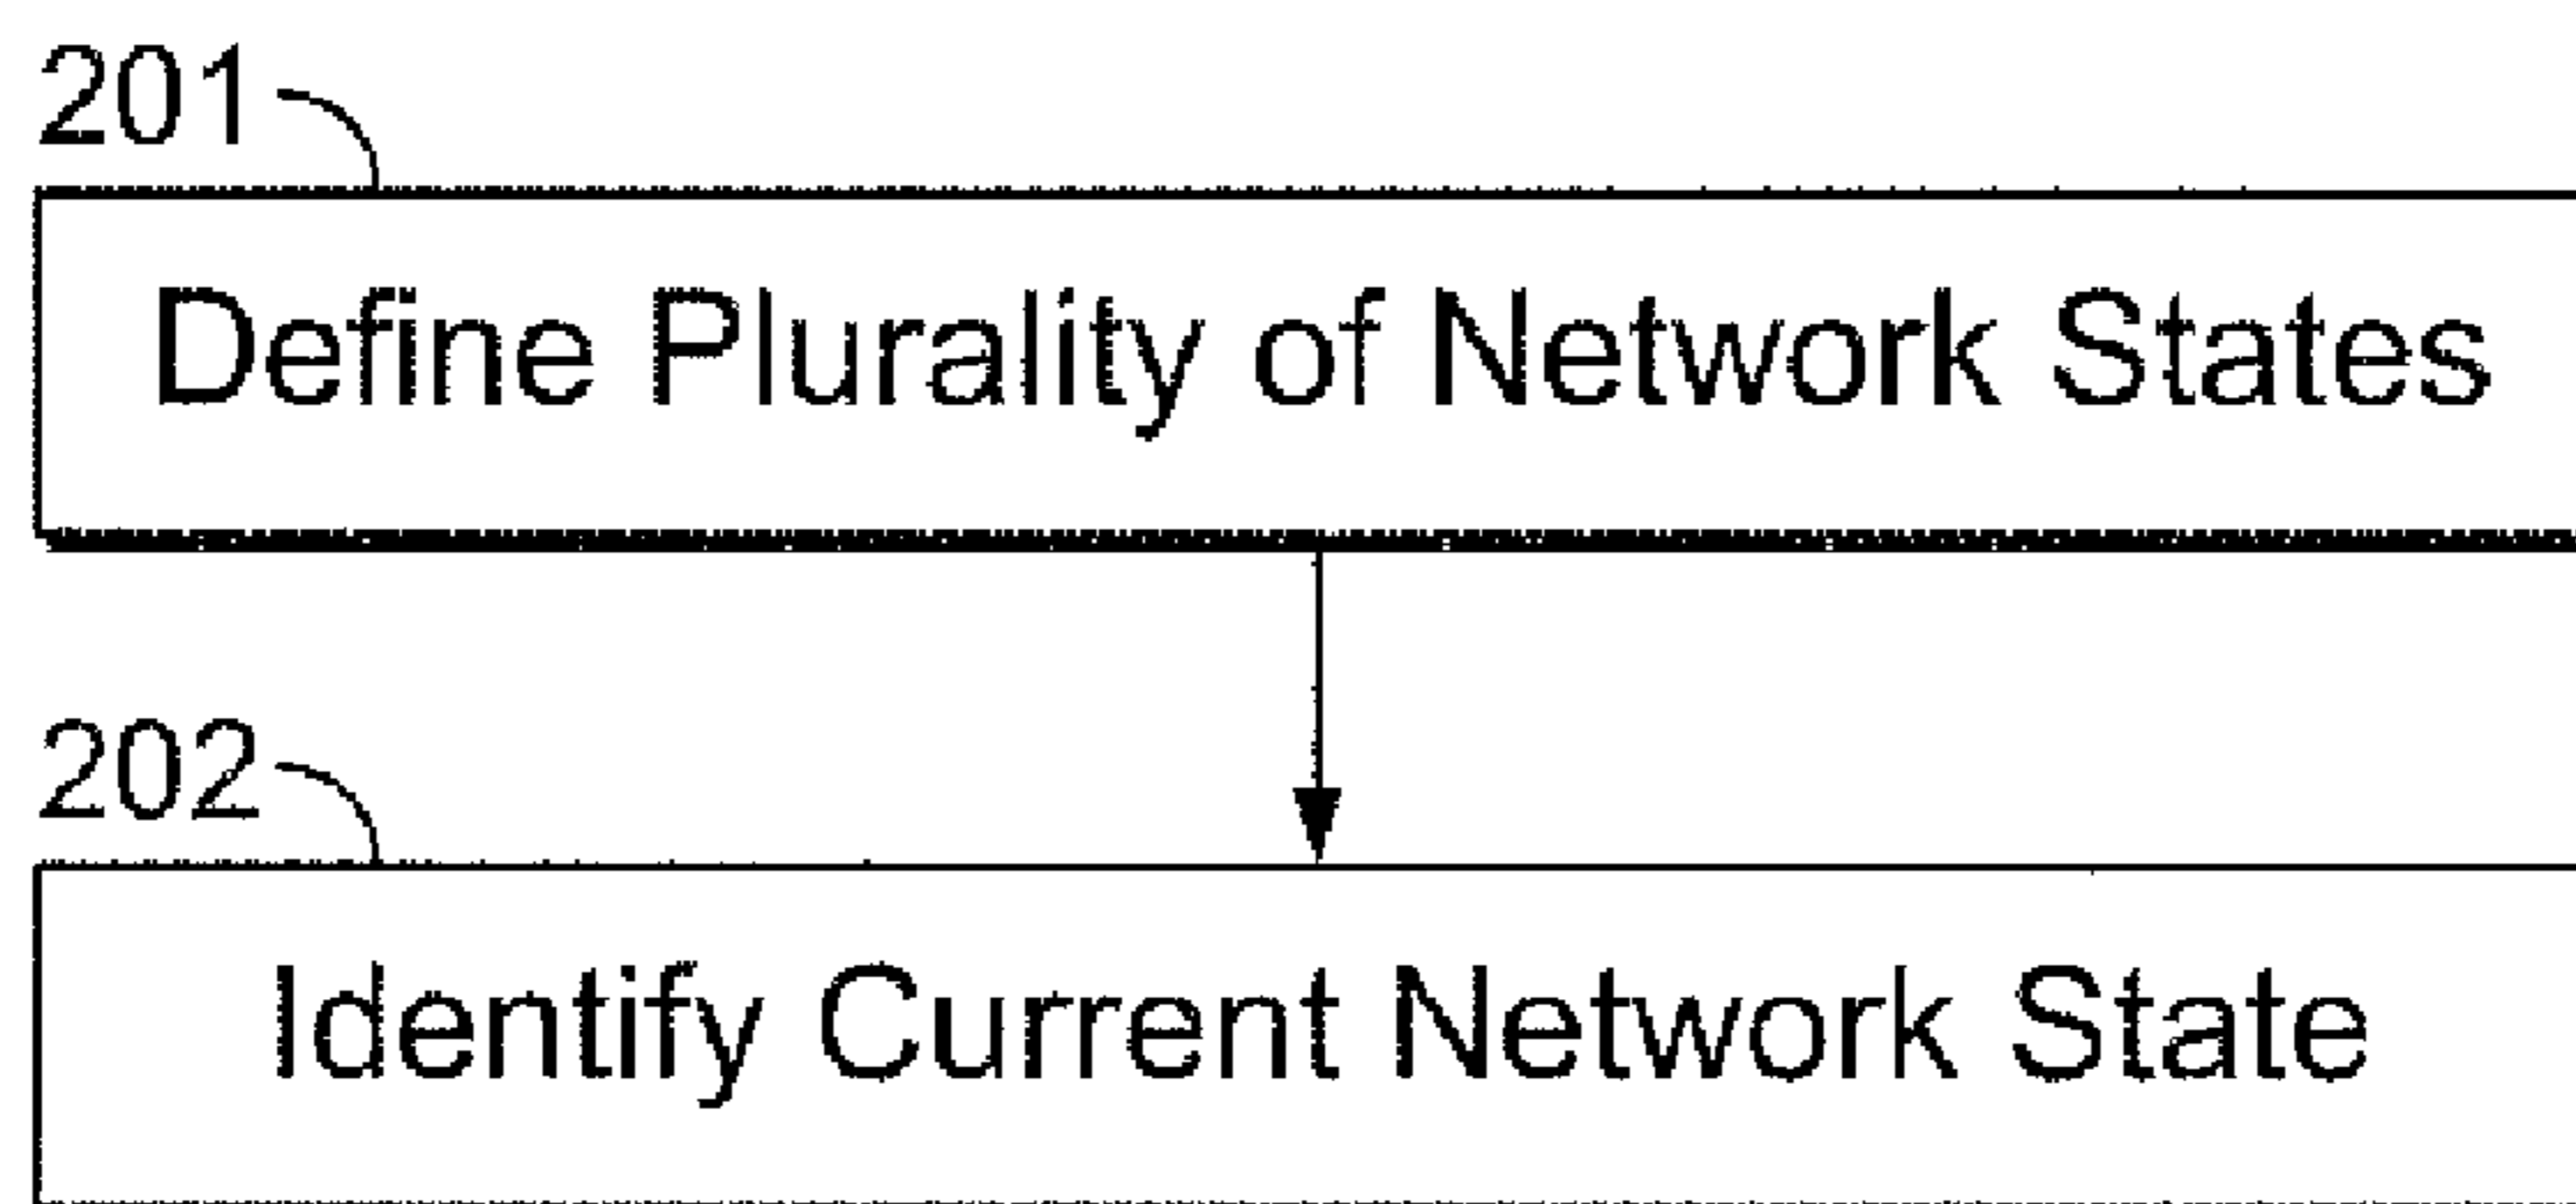 201
Define Plurality of Network States
202
Identify Current Network State